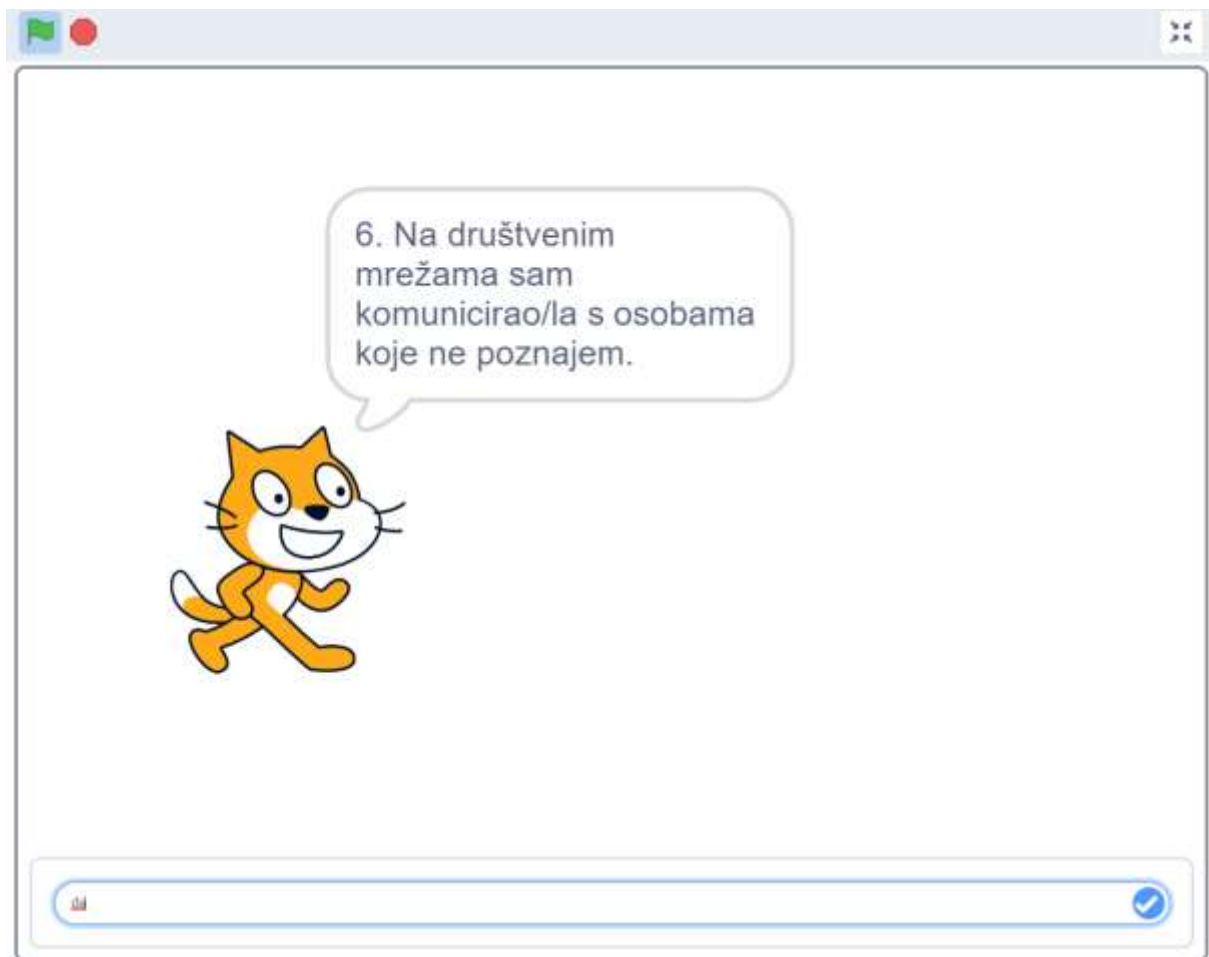 6. Na društvenim
mrežama sam
komunicirao/la s osobama
koje ne poznajem.